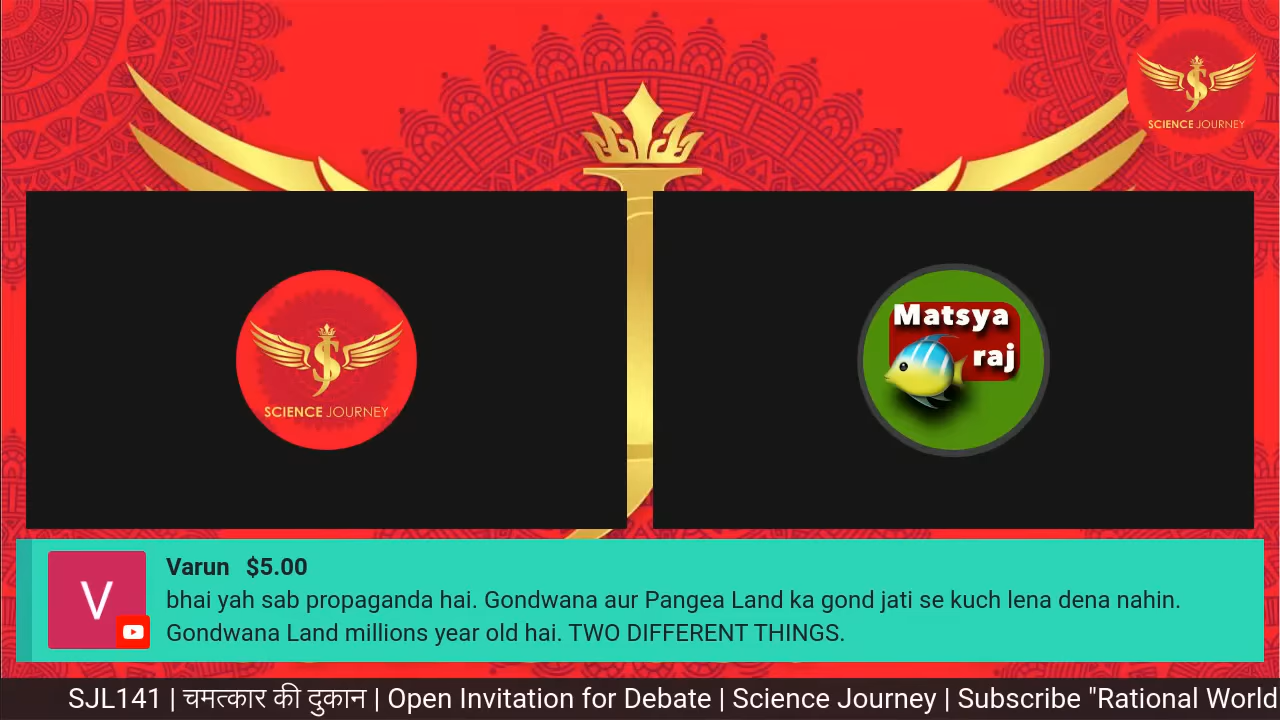 SCIENCE JOURNEY
SCIENCE JOURNEY
Matsya
raj
V
Varun $5.00
bhai yah sab propaganda hai. Gondwana aur Pangea Land ka gond jati se kuch lena dena nahin.
Gondwana Land millions year old hai. TWO DIFFERENT THINGS.
SJL141 | चमत्कार की दुकान | Open Invitation for Debate | Science Journey | Subscribe "Rational World